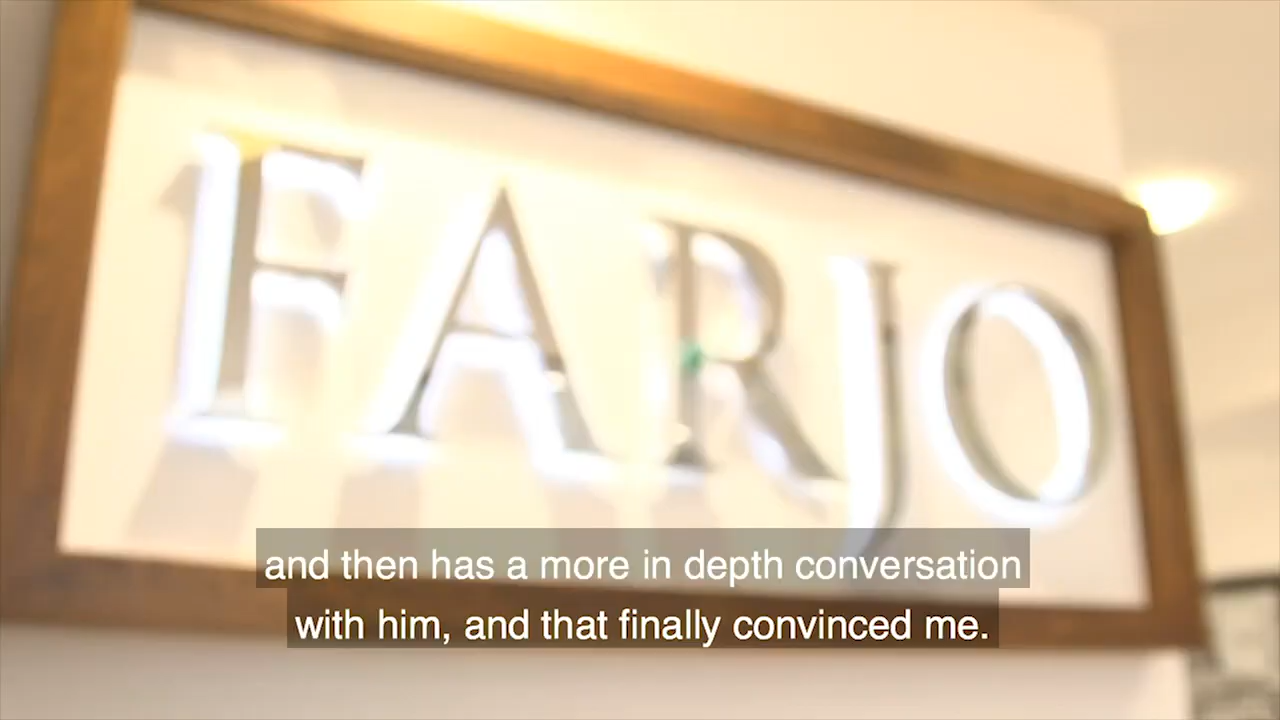 FARJO
and then has a more in depth conversation
with him, and that finally convinced me.